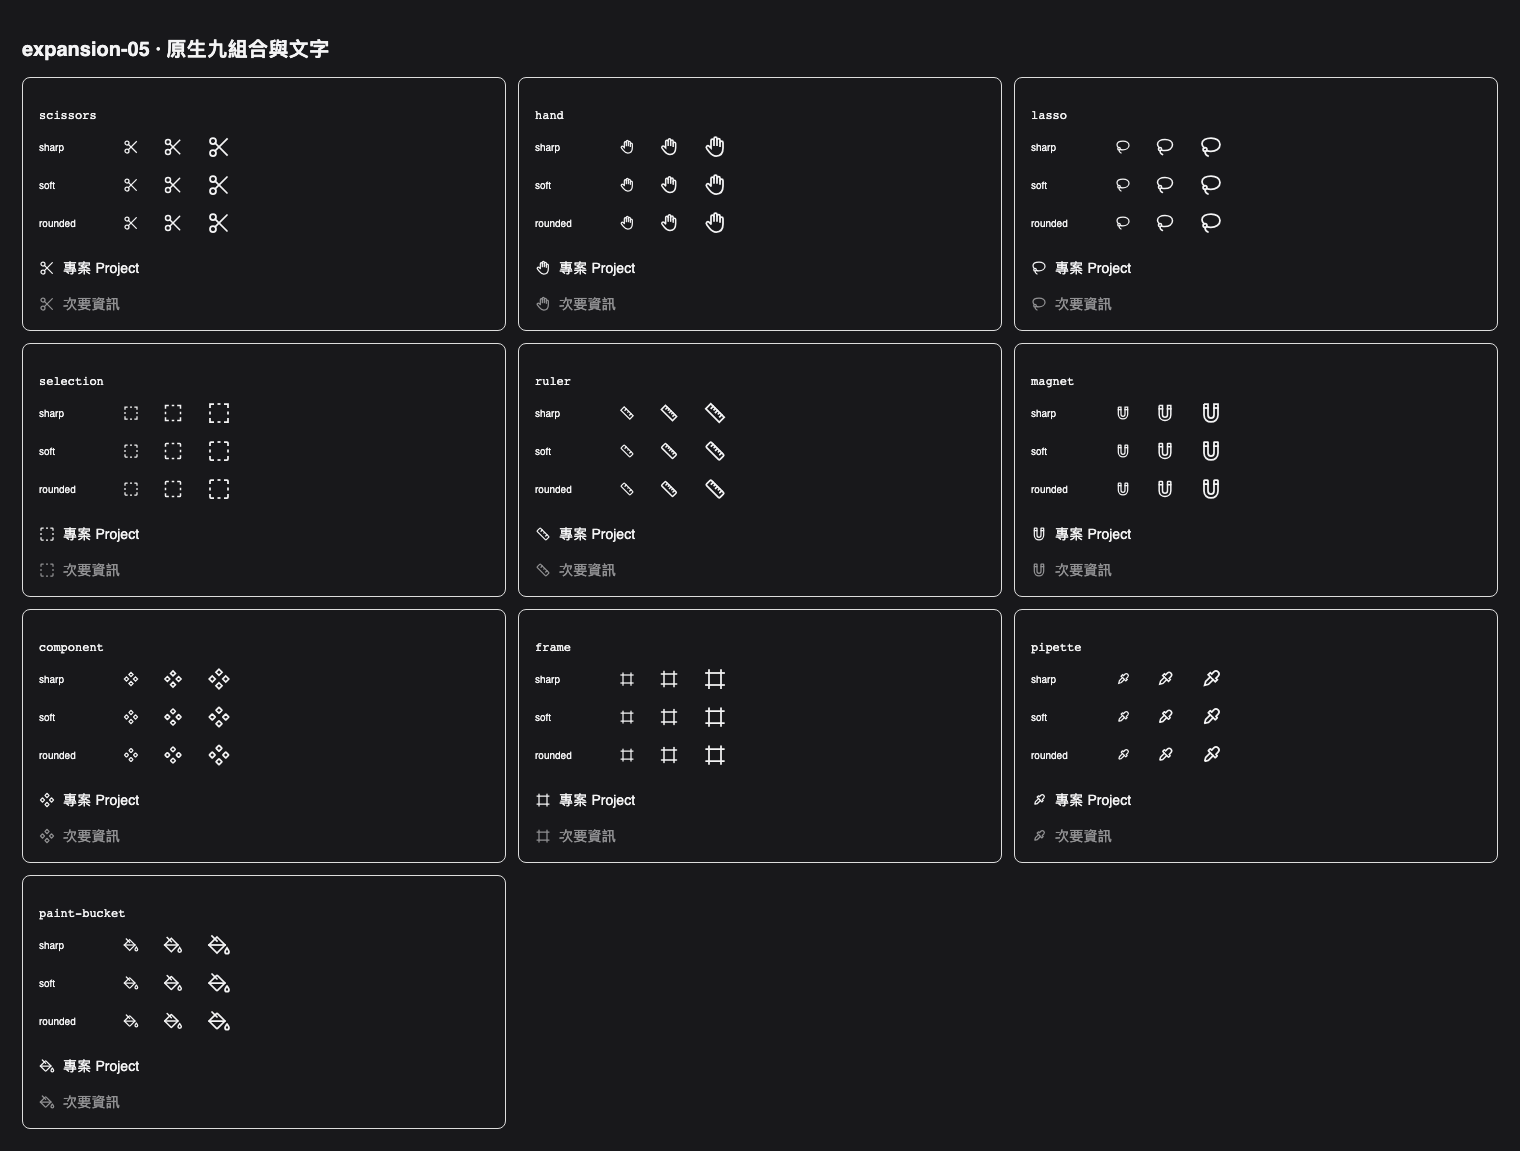 expansion-05 · 原生九組合與文字
scissors
sharp
soft
rounded
專案 Project
次要資訊
hand
sharp
soft
rounded
專案 Project
次要資訊
lasso
sharp
soft
rounded
專案 Project
次要資訊
selection
sharp
soft
rounded
專案 Project
次要資訊
ruler
sharp
soft
rounded
專案 Project
次要資訊
magnet
sharp
soft
rounded
專案 Project
次要資訊
component
sharp
soft
rounded
專案 Project
次要資訊
frame
sharp
soft
rounded
專案 Project
次要資訊
pipette
sharp
soft
rounded
專案 Project
次要資訊
paint-bucket
sharp
soft
rounded
專案 Project
次要資訊